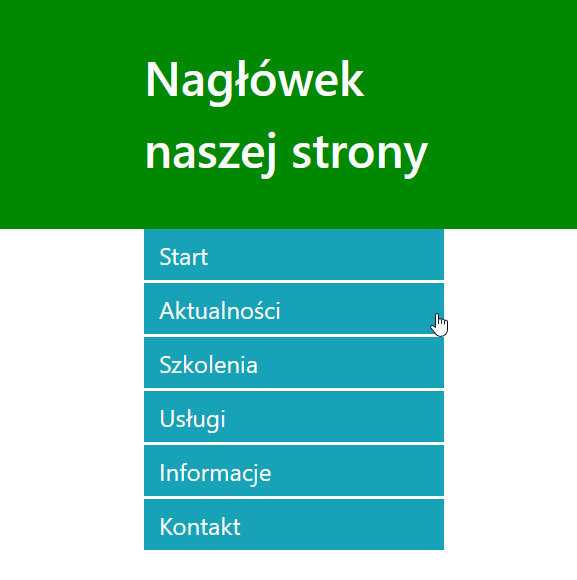 Nagłówek
naszej strony
Start
Aktualności
Szkolenia
Usługi
Informacje
Kontakt